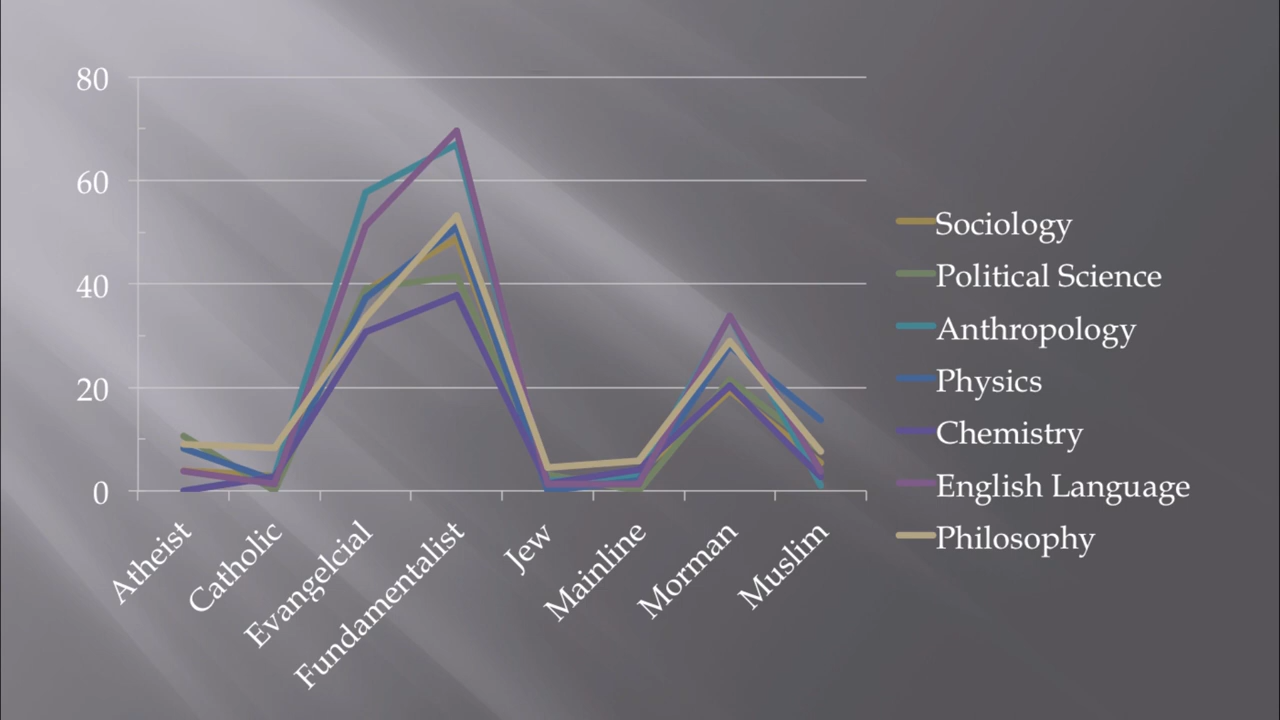 80
60
40
20
0
Atheist
Catholic
Evangelcial
Fundamentalist
Jew
Mainline
Morman
Muslim
Sociology
Political Science
Anthropology
Physics
Chemistry
English Language
Philosophy